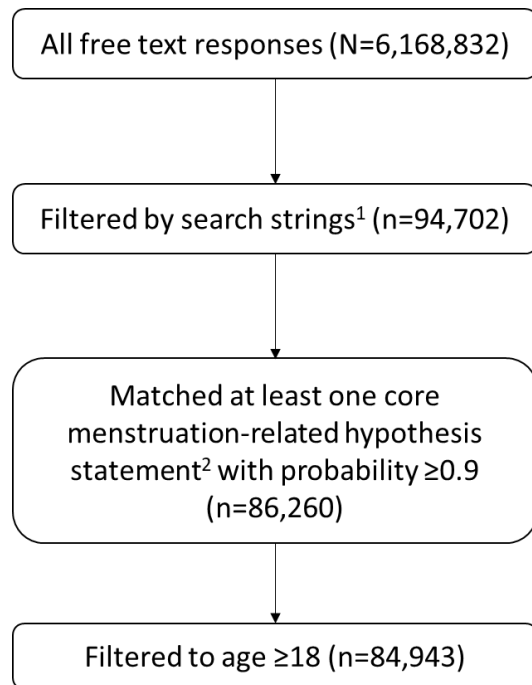 All free text responses (N=6,168,832)
Filtered by search strings¹ (n=94,702)
Matched at least one core
menstruation-related hypothesis
statement² with probability ≥0.9
(n=86,260)
Filtered to age ≥18 (n=84,943)